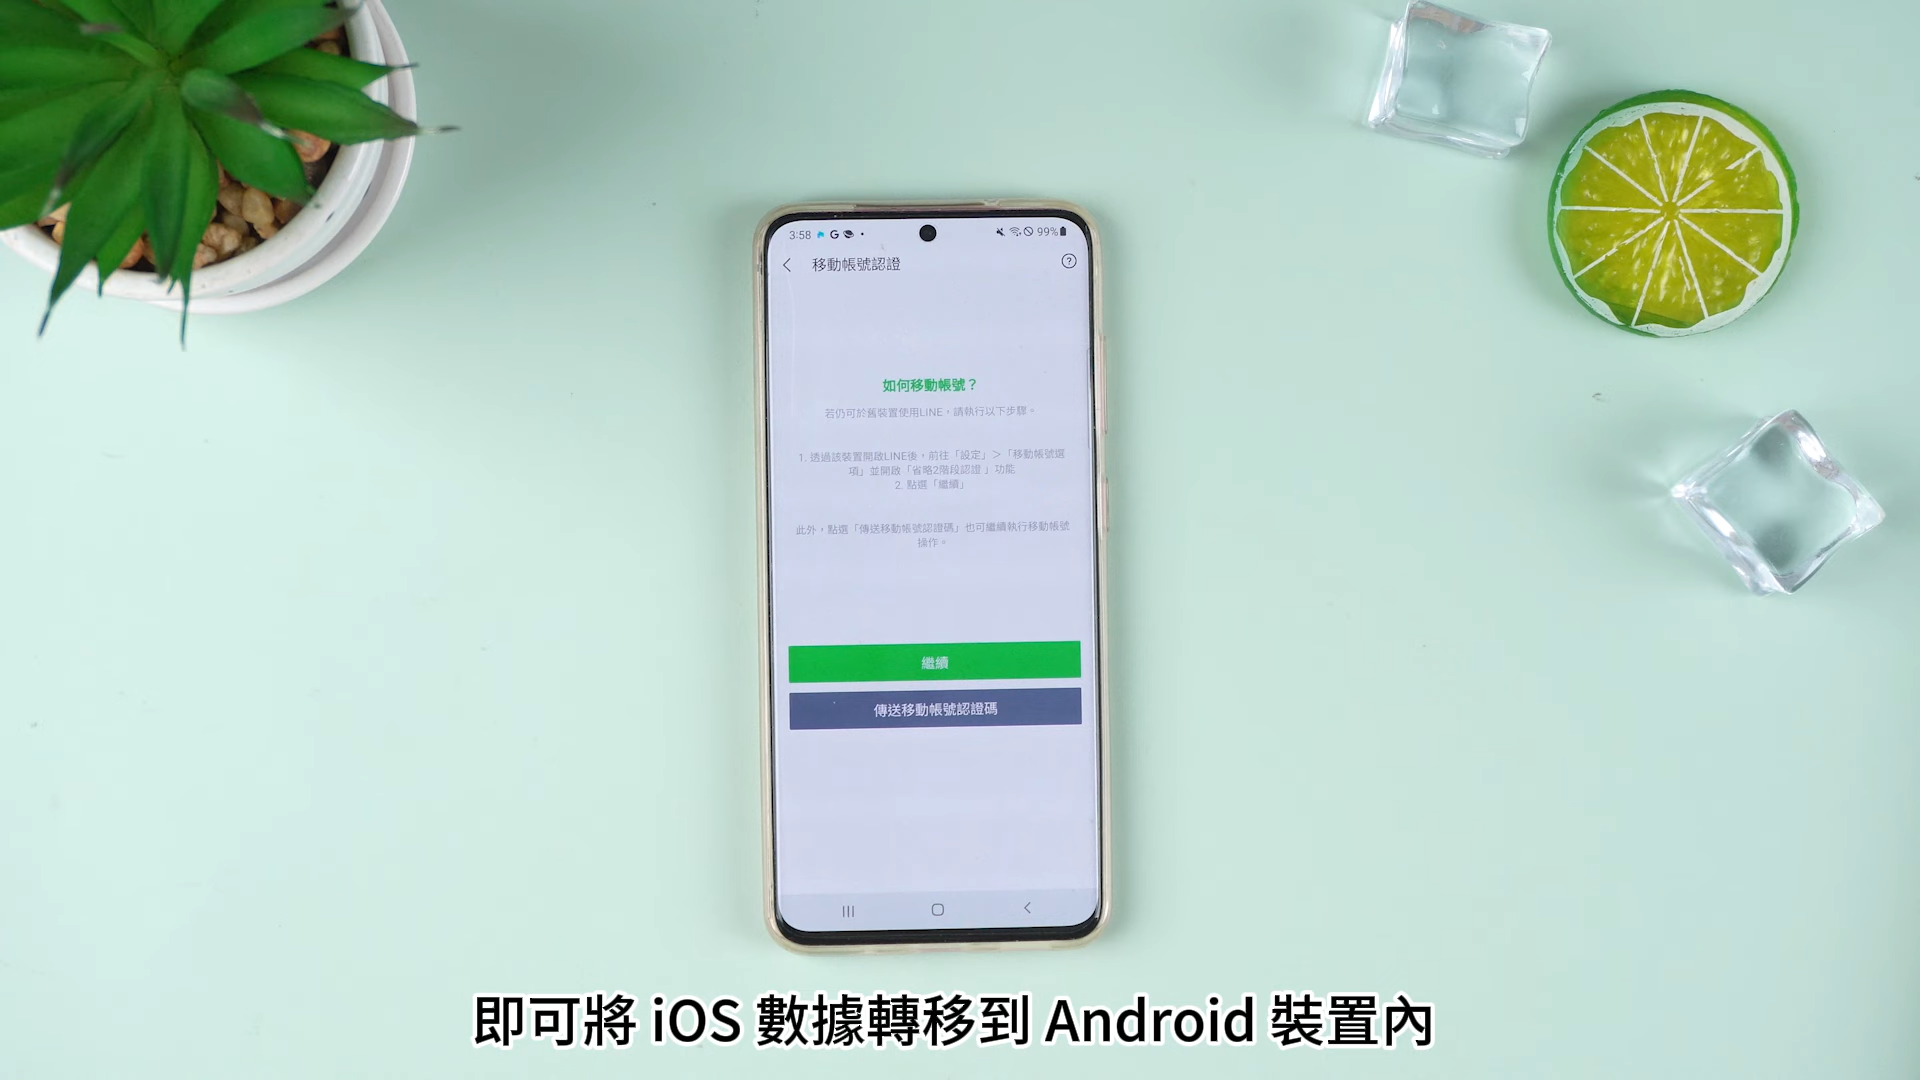 3:58
99%
移動帳號認證
如何移動帳號？
若仍可於舊裝置使用LINE，請執行以下步驟。
1. 透過該裝置開啟LINE後，前往「設定」＞「移動帳號選
項」並開啟「省略2階段認證 」功能
2. 點選「繼續」
此外，點選「傳送移動帳號認證碼」也可繼續執行移動帳號
操作。
繼續
傳送移動帳號認證碼
即可將 iOS 數據轉移到 Android 裝置內